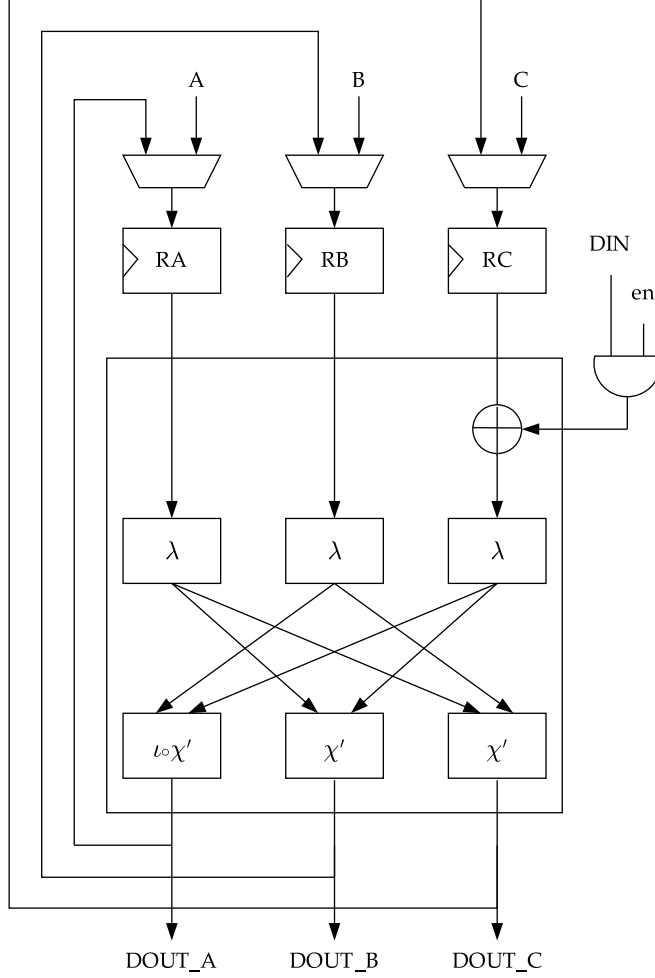 A B C
RA RB RC
DIN
en
λ λ λ
ι∘χ′ χ′ χ′
DOUT_A DOUT_B DOUT_C